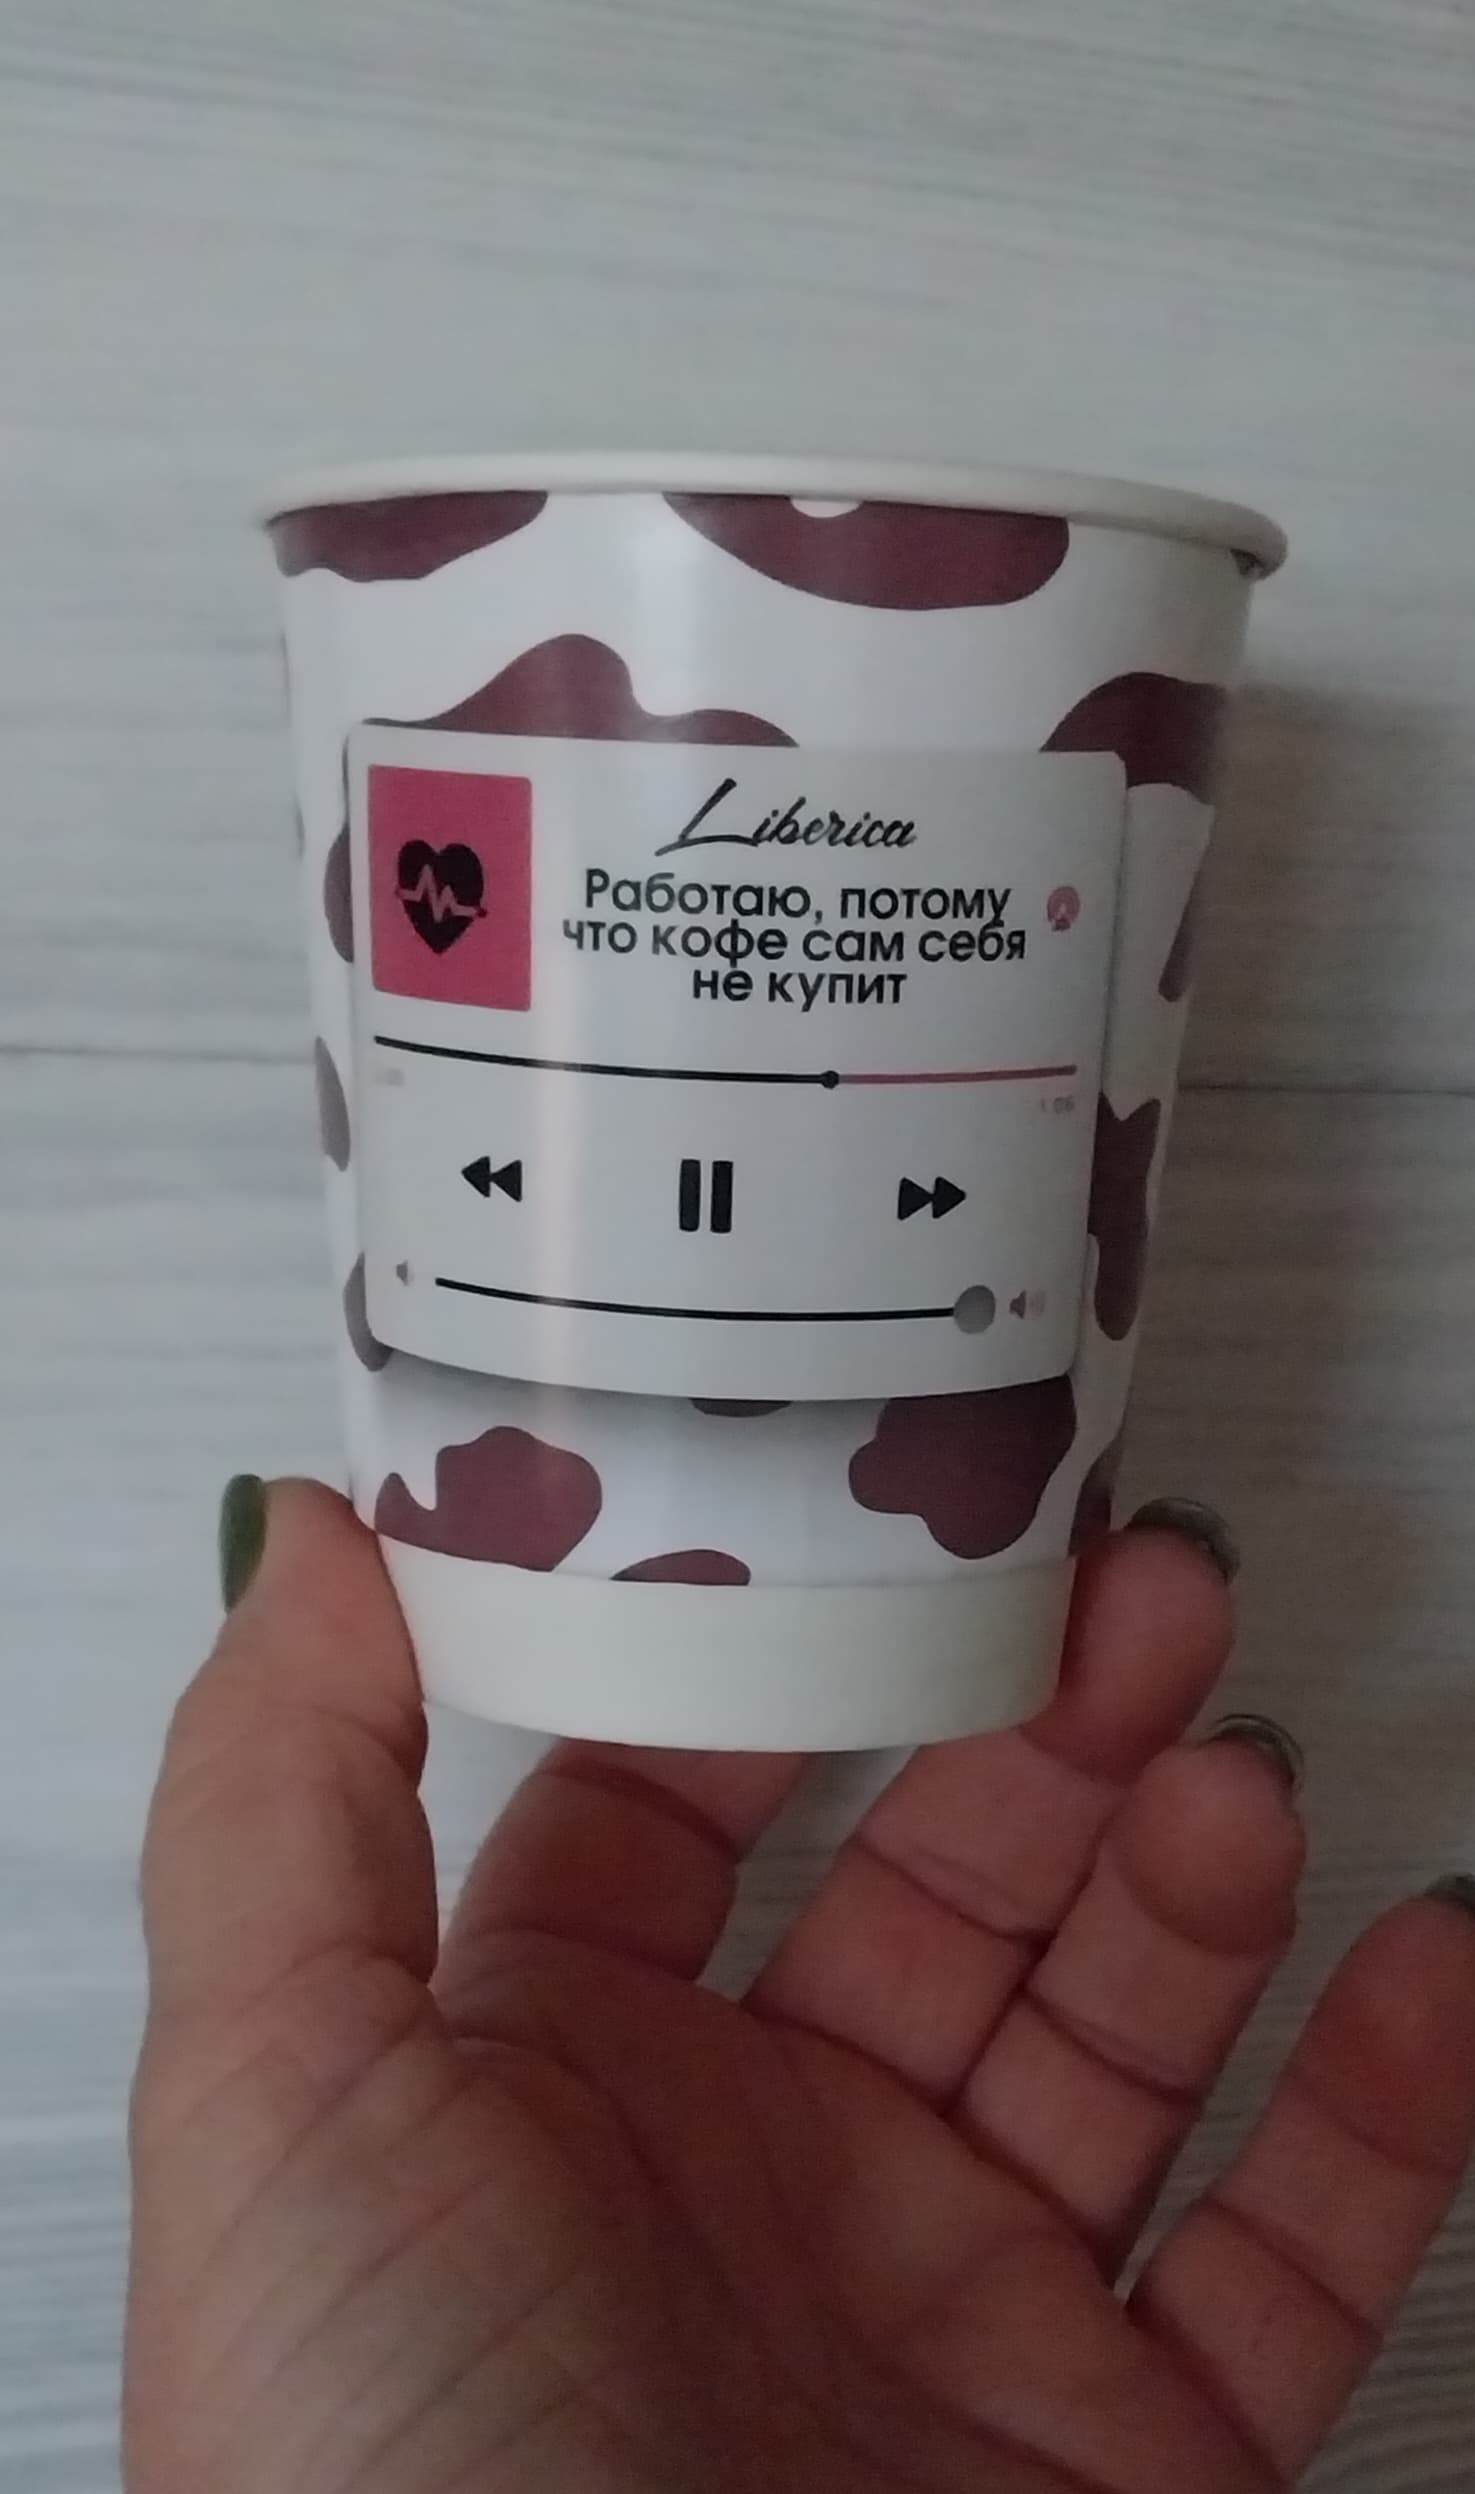 Liberica
Работаю, потому
что кофе сам себя
не купит